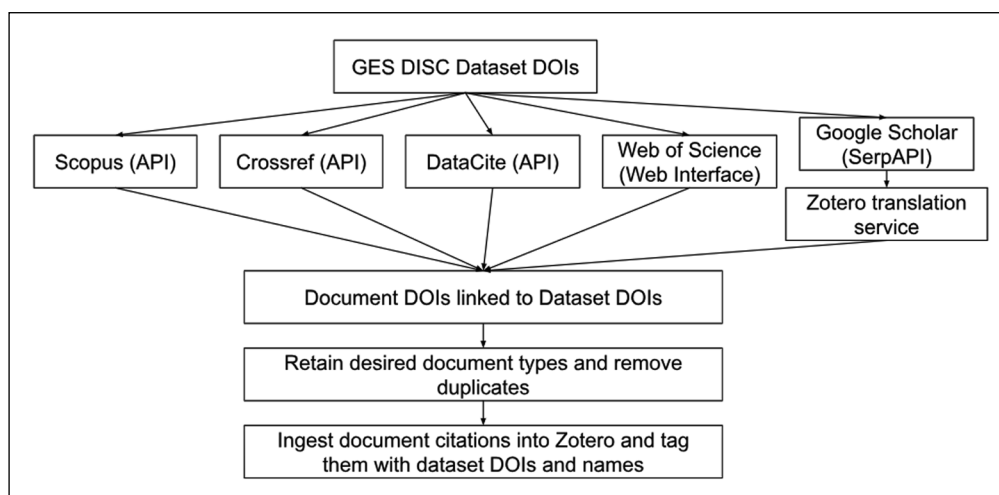 GES DISC Dataset DOIs
Scopus (API)
Crossref (API)
DataCite (API)
Web of Science
(Web Interface)
Google Scholar
(SerpAPI)
Zotero translation
service
Document DOIs linked to Dataset DOIs
Retain desired document types and remove
duplicates
Ingest document citations into Zotero and tag
them with dataset DOIs and names